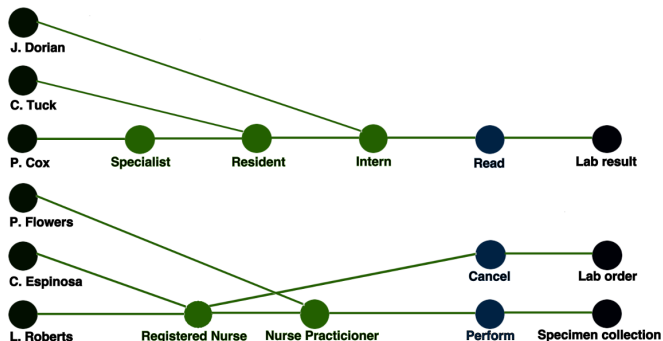 J. Dorian
C. Tuck
P. Cox
Specialist
Resident
Intern
Read
Lab result
P. Flowers
C. Espinosa
Cancel
Lab order
L. Roberts
Registered Nurse
Nurse Practicioner
Perform
Specimen collection